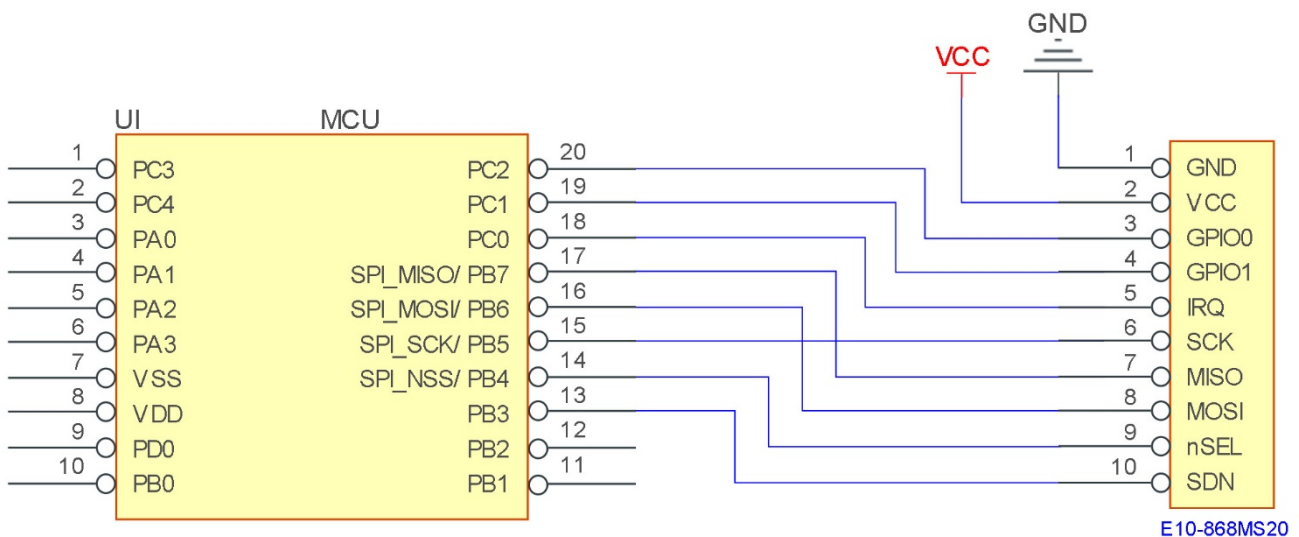 GND
VCC
UI MCU
1 PC3 PC2 20 1 GND
2 PC4 PC1 19 2 VCC
3 PA0 PC0 18 3 GPIO0
4 PA1 SPI_MISO/ PB7 17 4 GPIO1
5 PA2 SPI_MOSI/ PB6 16 5 IRQ
6 PA3 SPI_SCK/ PB5 15 6 SCK
7 VSS SPI_NSS/ PB4 14 7 MISO
8 VDD PB3 13 8 MOSI
9 PD0 PB2 12 9 nSEL
10 PB0 PB1 11 10 SDN
E10-868MS20